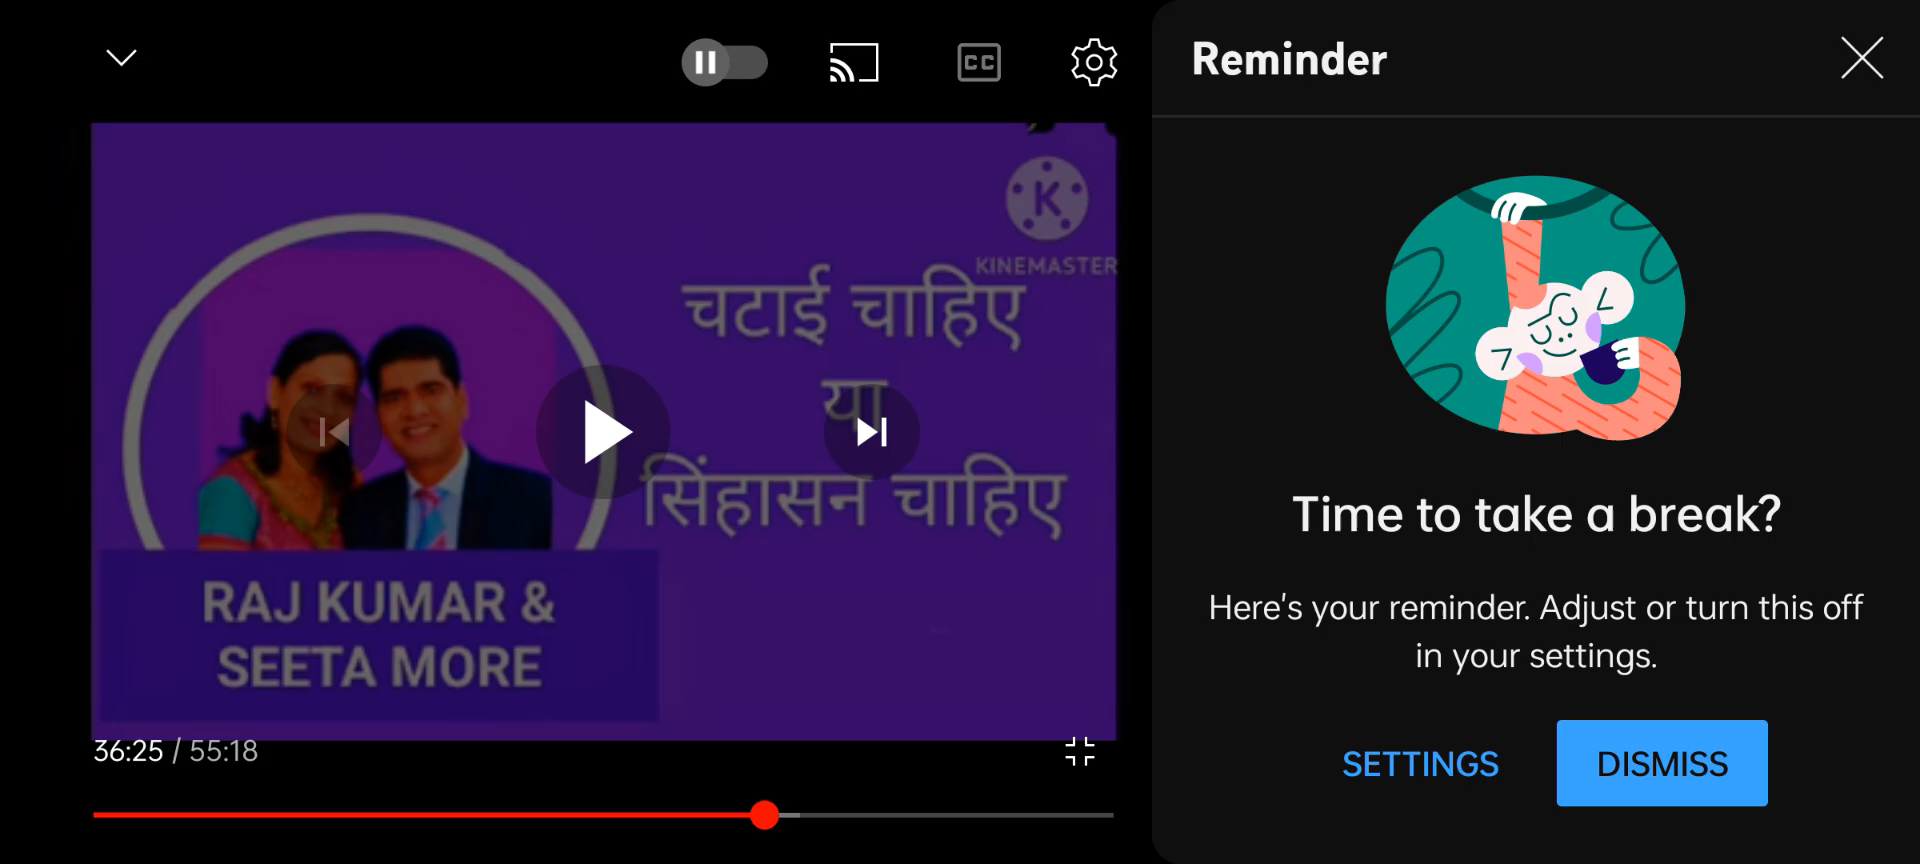 Reminder
CC
K
KINEMASTER
चटाई चाहिए
या
सिंहासन चाहिए
RAJ KUMAR &
SEETA MORE
36:25 / 55:18
Time to take a break?
Here's your reminder. Adjust or turn this off
in your settings.
SETTINGS
DISMISS